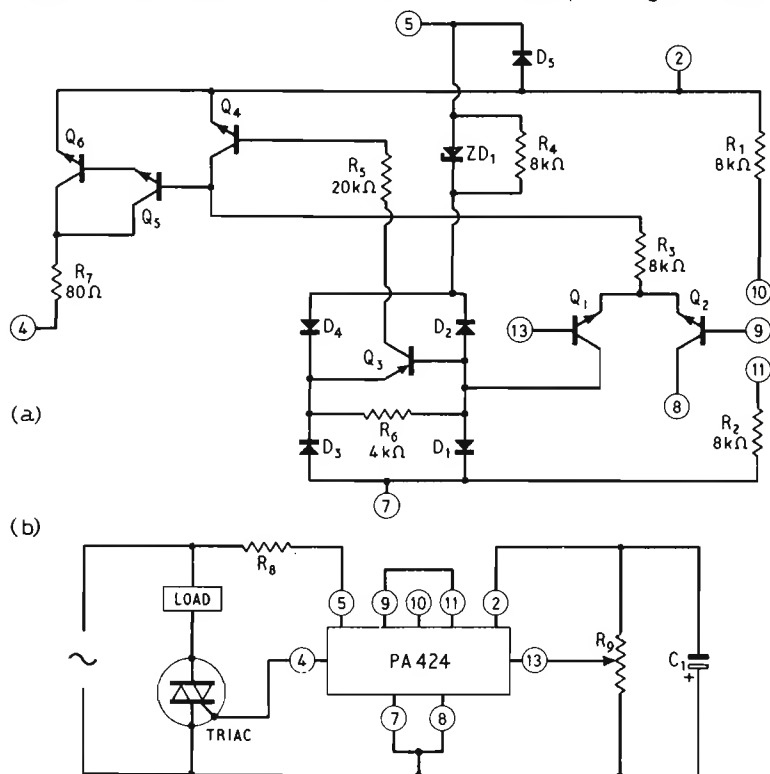 5
D5
2
Q6
Q4
R5
20kΩ
ZD1
R4
8kΩ
R1
8kΩ
Q5
R3
8kΩ
R7
80Ω
4
10
13
Q1
Q2
9
D4
D2
Q3
11
8
(a)
R6
4kΩ
R2
8kΩ
D3
D1
7
(b)
R8
LOAD
5
9
10
11
2
4
PA424
13
R9
C1
+
TRIAC
7
8